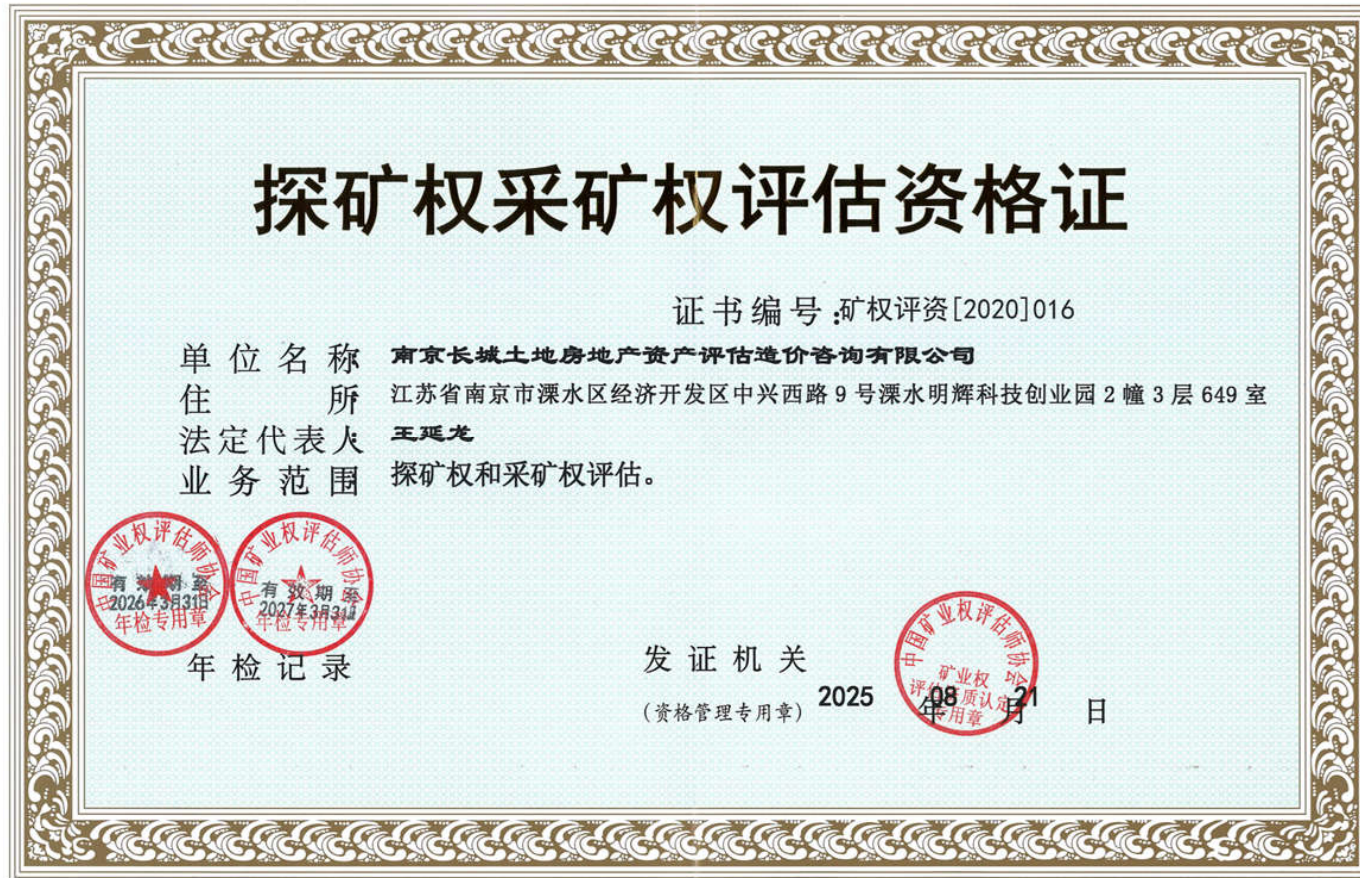 探矿权采矿权评估资格证
证书编号:矿权评资[2020]016
单位名称: 南京长城土地房地产资产评估造价咨询有限公司
住所: 江苏省南京市溧水区经济开发区中兴西路9号溧水明辉科技创业园2幢3层649室
法定代表人: 王延龙
业务范围: 探矿权和采矿权评估。
中国矿业权评估师协会
有效期至
2026年3月31日
年检专用章
中国矿业权评估师协会
有效期至
2027年3月31日
年检专用章
年检记录
发证机关
(资格管理专用章)
中国矿业权评估师协会
矿业权
评估资质认定
专用章
2025年08月21日